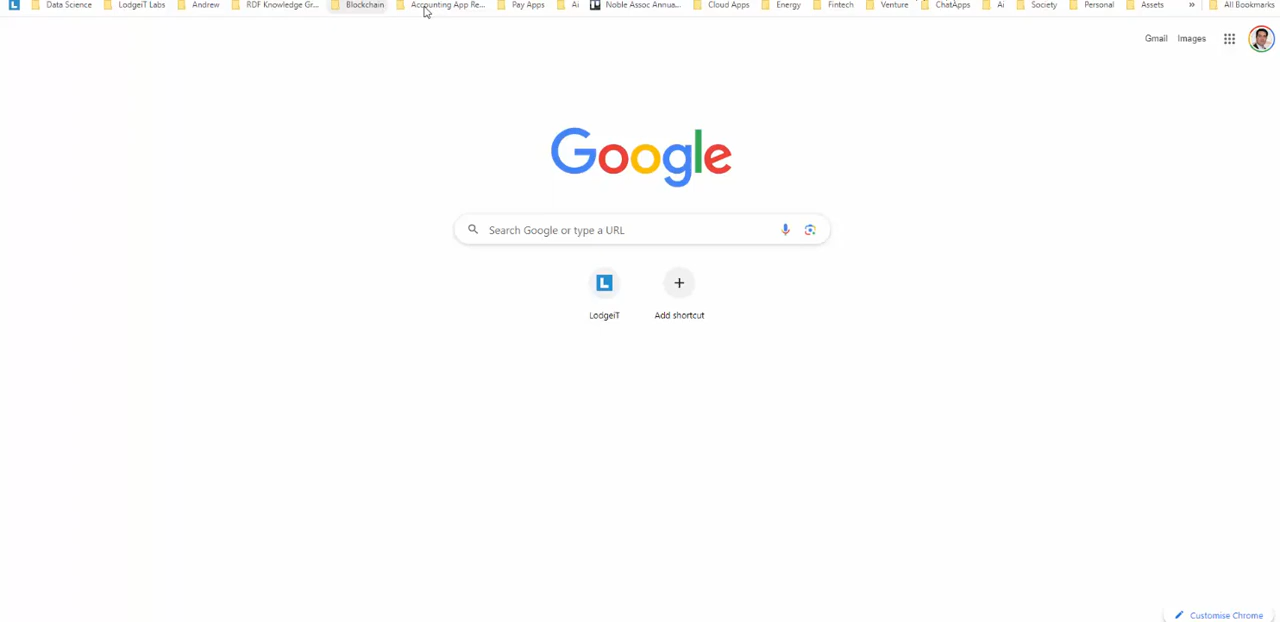 L Data Science LodgeiT Labs Andrew RDF Knowledge Gr... Blockchain Accounting App Re... Pay Apps Ai Noble Assoc Annua... Cloud Apps Energy Fintech Venture ChatApps Ai Society Personal Assets » All Bookmarks
Gmail Images
Google
Search Google or type a URL
L
LodgeiT Add shortcut
Customise Chrome